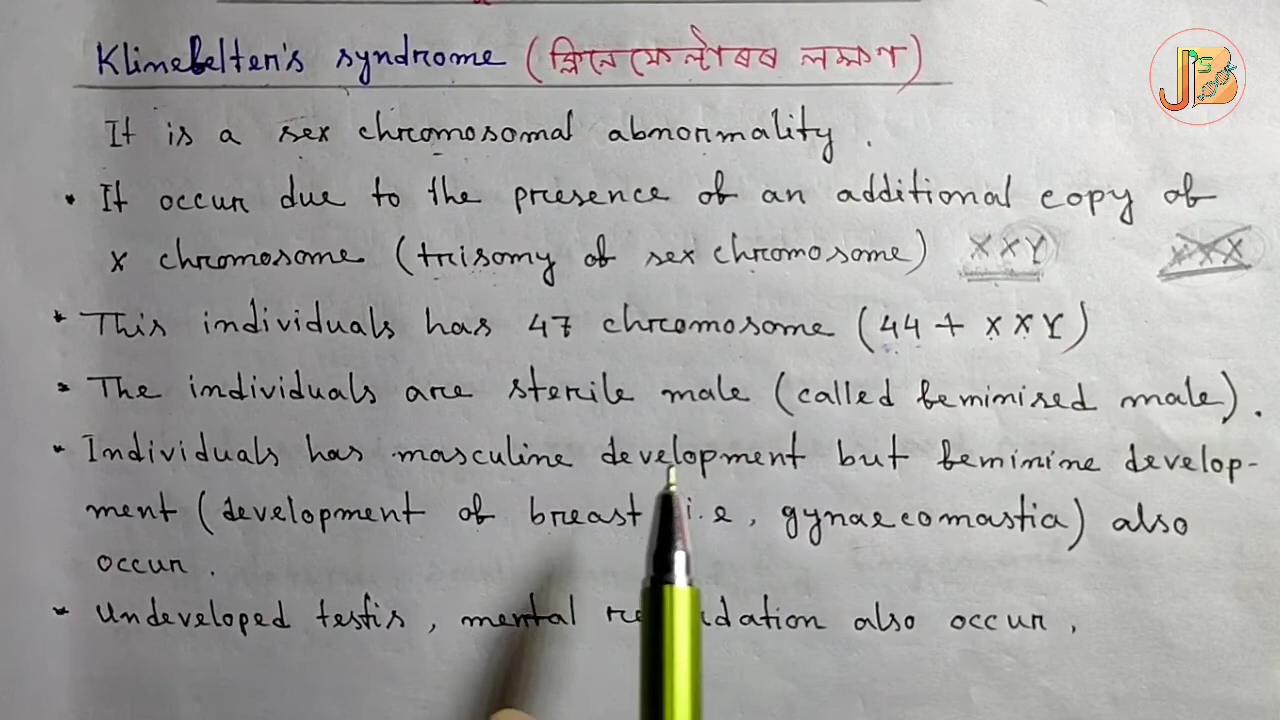 Klinefelter's syndrome (ক্লিনেফেল্টাৰৰ লক্ষণ)
J's B
It is a sex chromosomal abnormality.
* It occur due to the presence of an additional copy of
X chromosome (trisomy of sex chromosome) XXY XXX
* This individuals has 47 chromosome (44 + XXY)
* The individuals are sterile male (called feminised male).
* Individuals has masculine development but feminine develop-
ment (development of breast i.e, gynaecomastia) also
occur.
* Undeveloped testis, mental also occur,